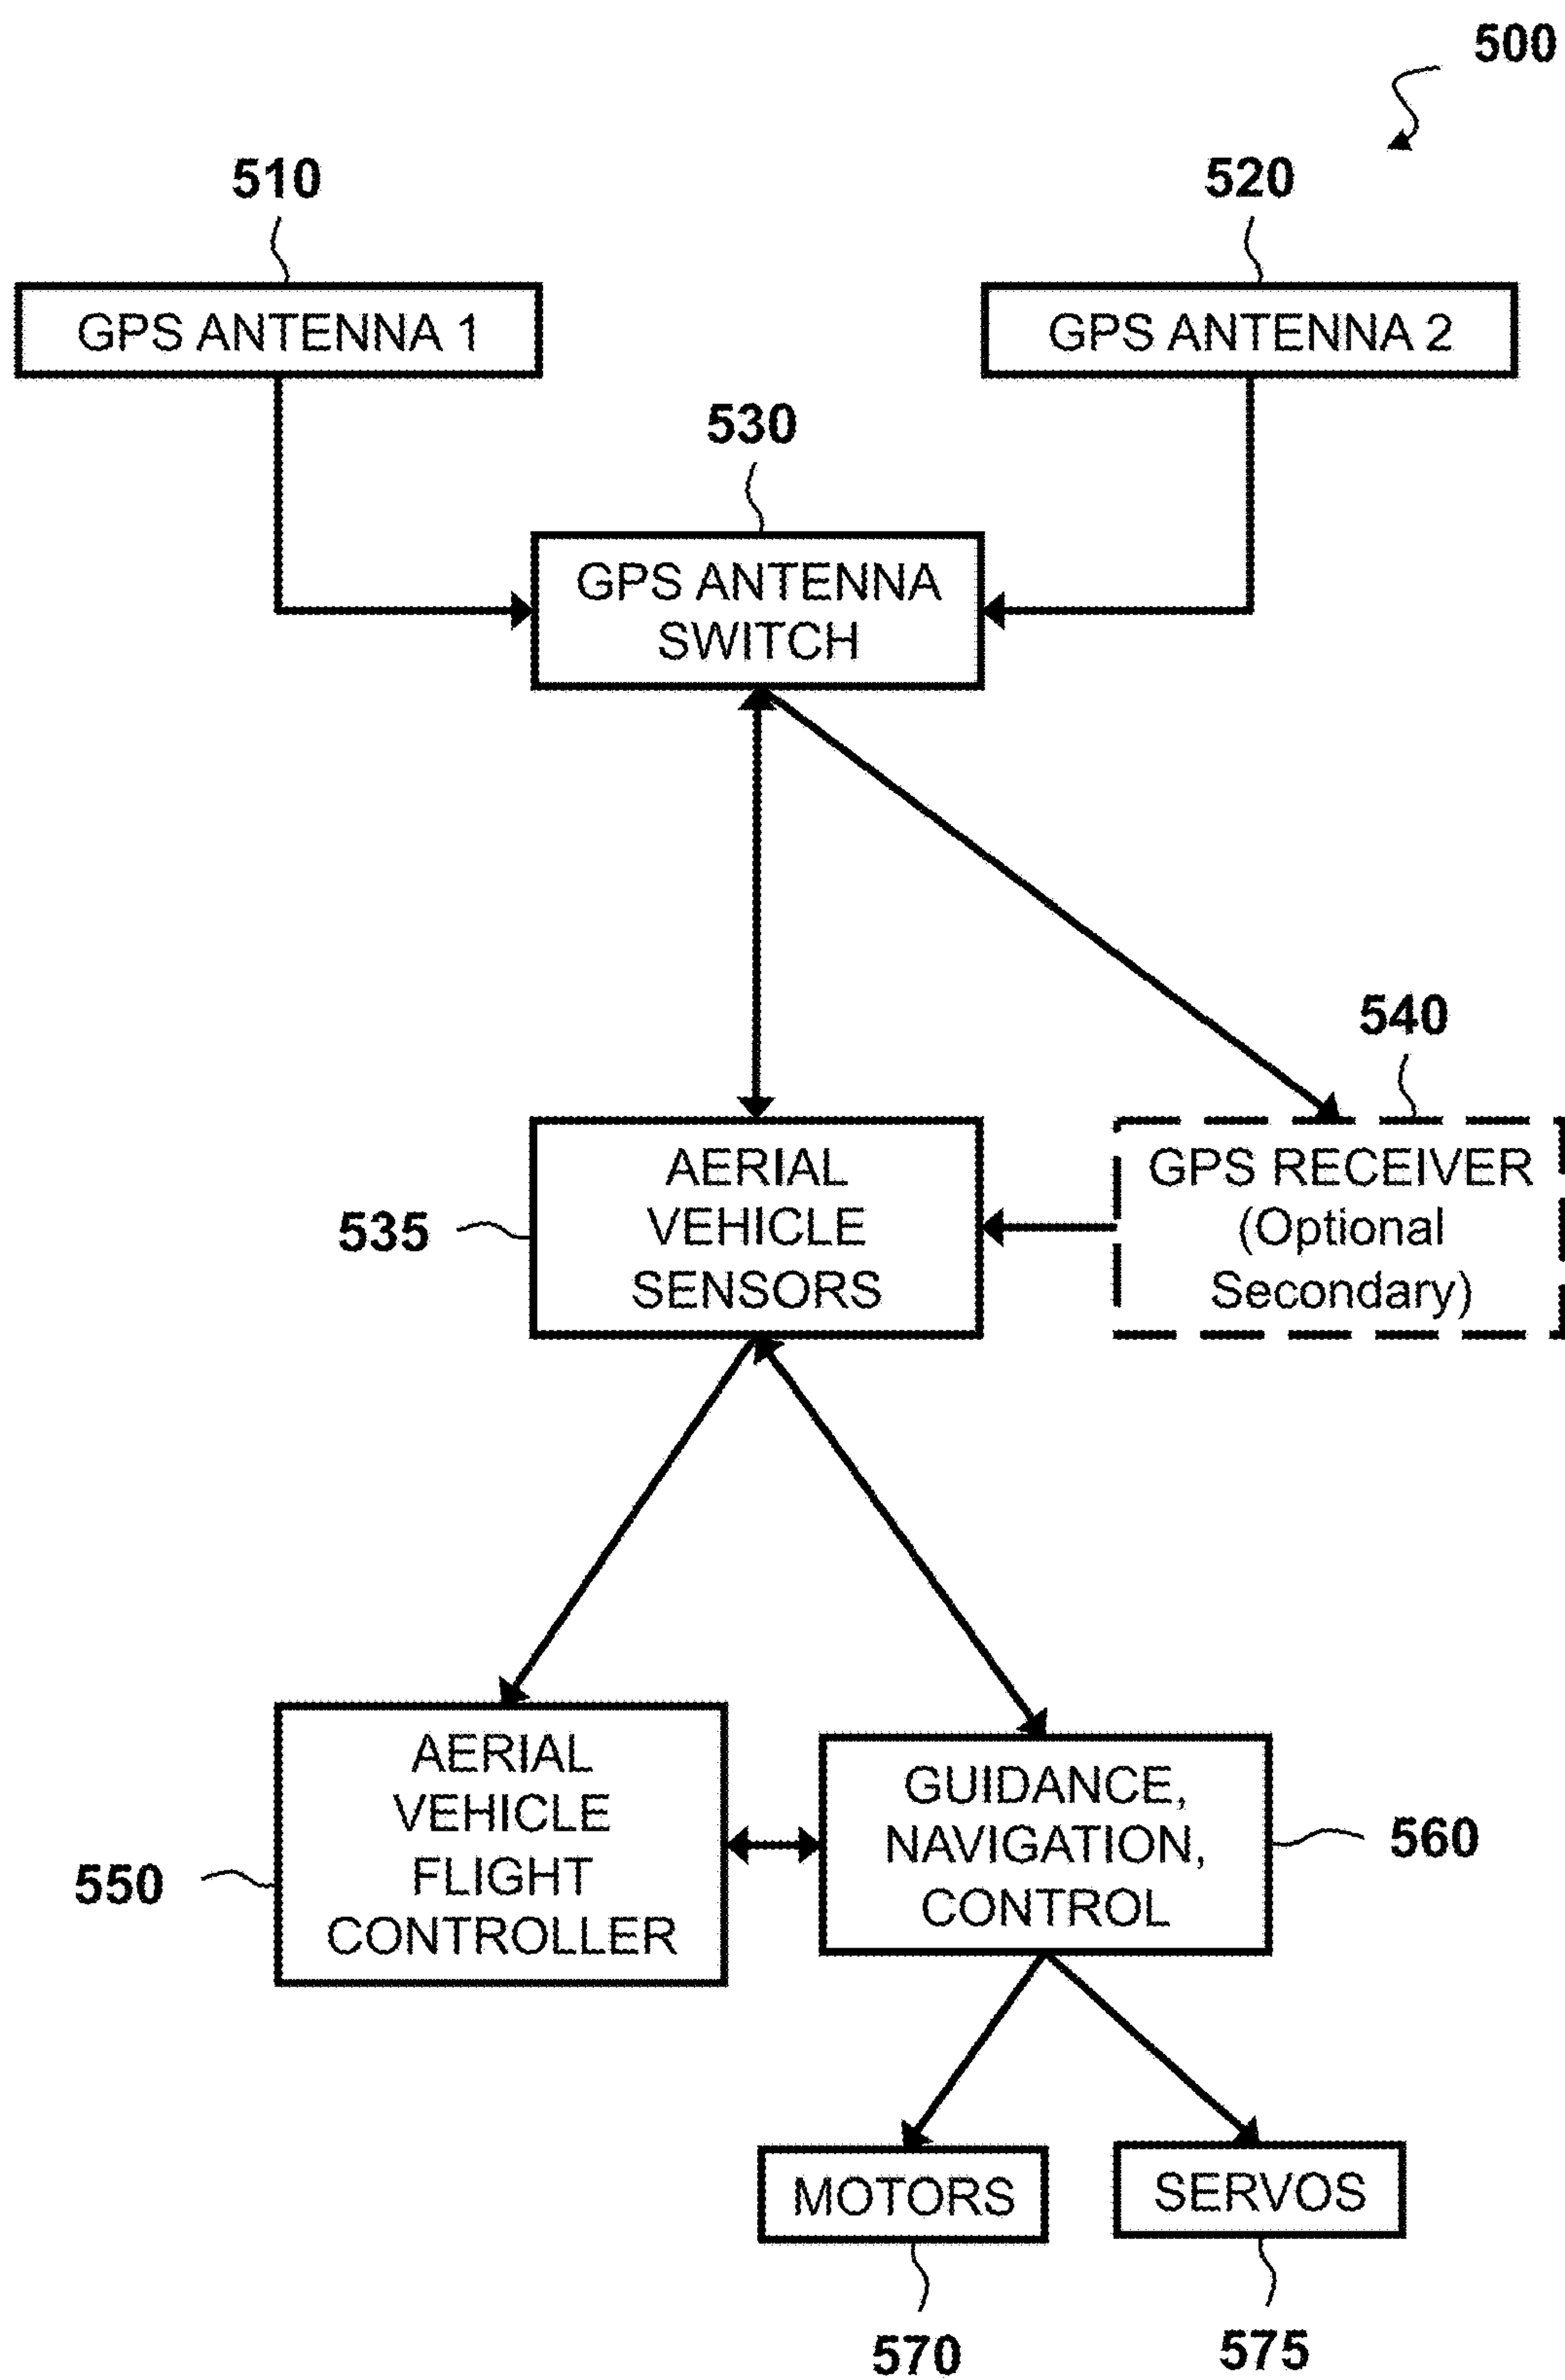 500
510
520
GPS ANTENNA 1
GPS ANTENNA 2
530
GPS ANTENNA
SWITCH
540
535
AERIAL
VEHICLE
SENSORS
GPS RECEIVER
(Optional
Secondary)
550
AERIAL
VEHICLE
FLIGHT
CONTROLLER
GUIDANCE,
NAVIGATION,
CONTROL
560
MOTORS
SERVOS
570
575